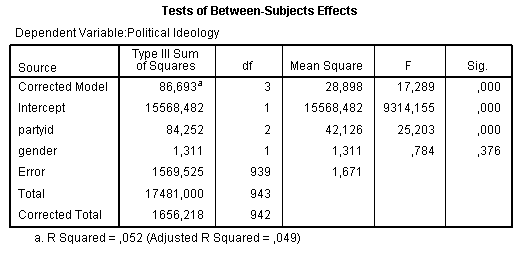 Tests of Between-Subjects Effects
Dependent Variable:Political Ideology
Source Type III Sum of Squares df Mean Square F Sig.
Corrected Model 86,693a 3 28,898 17,289 ,000
Intercept 15568,482 1 15568,482 9314,155 ,000
partyid 84,252 2 42,126 25,203 ,000
gender 1,311 1 1,311 ,784 ,376
Error 1569,525 939 1,671
Total 17481,000 943
Corrected Total 1656,218 942
a. R Squared = ,052 (Adjusted R Squared = ,049)